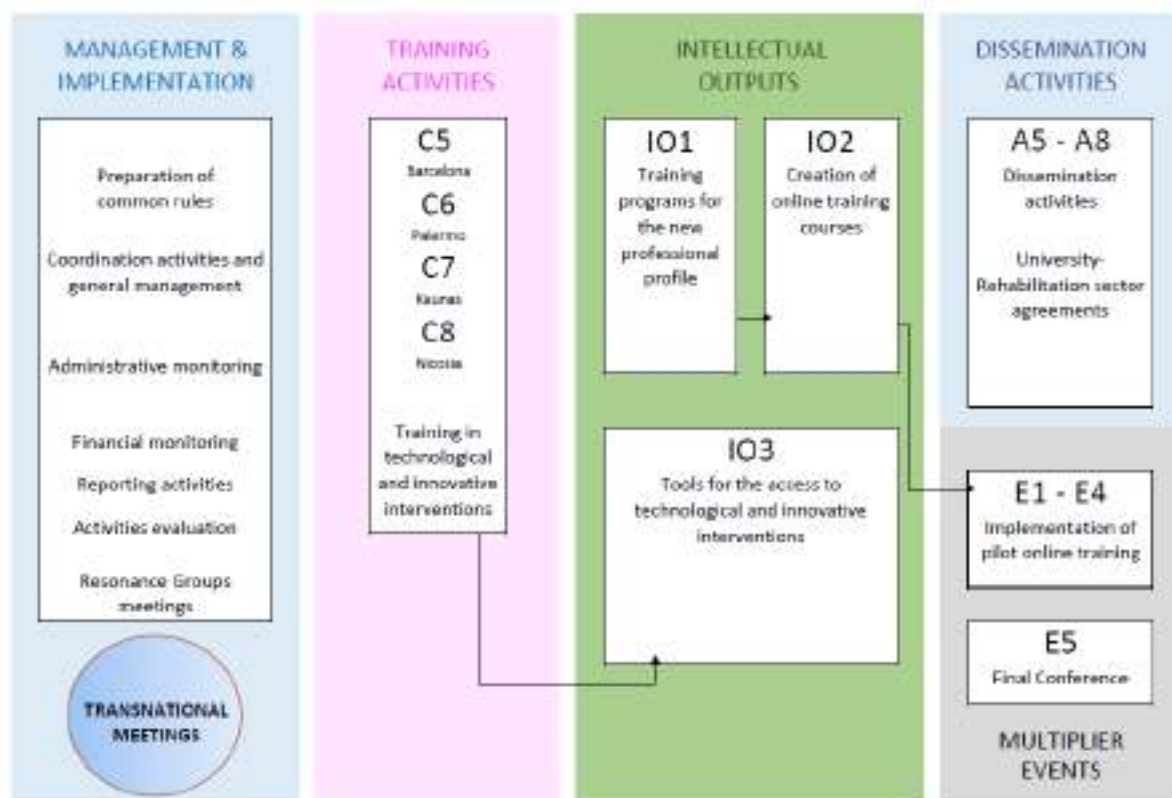 MANAGEMENT &
IMPLEMENTATION
Preparation of
common rules
Coordination activities and
general management
Administrative monitoring
Financial monitoring
Reporting activities
Activities evaluation
Resonance Groups
meetings
TRANSNATIONAL
MEETINGS
TRAINING
ACTIVITIES
C5
Barcelona
C6
Palermo
C7
Kaunas
C8
Nicosia
Training in
technological
and innovative
interventions
INTELLECTUAL
OUTPUTS
IO1
Training
programs for
the new
professional
profile
IO2
Creation of
online training
courses
IO3
Tools for the access to
technological and innovative
interventions
DISSEMINATION
ACTIVITIES
A5 - A8
Dissemination
activities
University-
Rehabilitation sector
agreements
E1 - E4
Implementation of
pilot online training
E5
Final Conference
MULTIPLIER
EVENTS